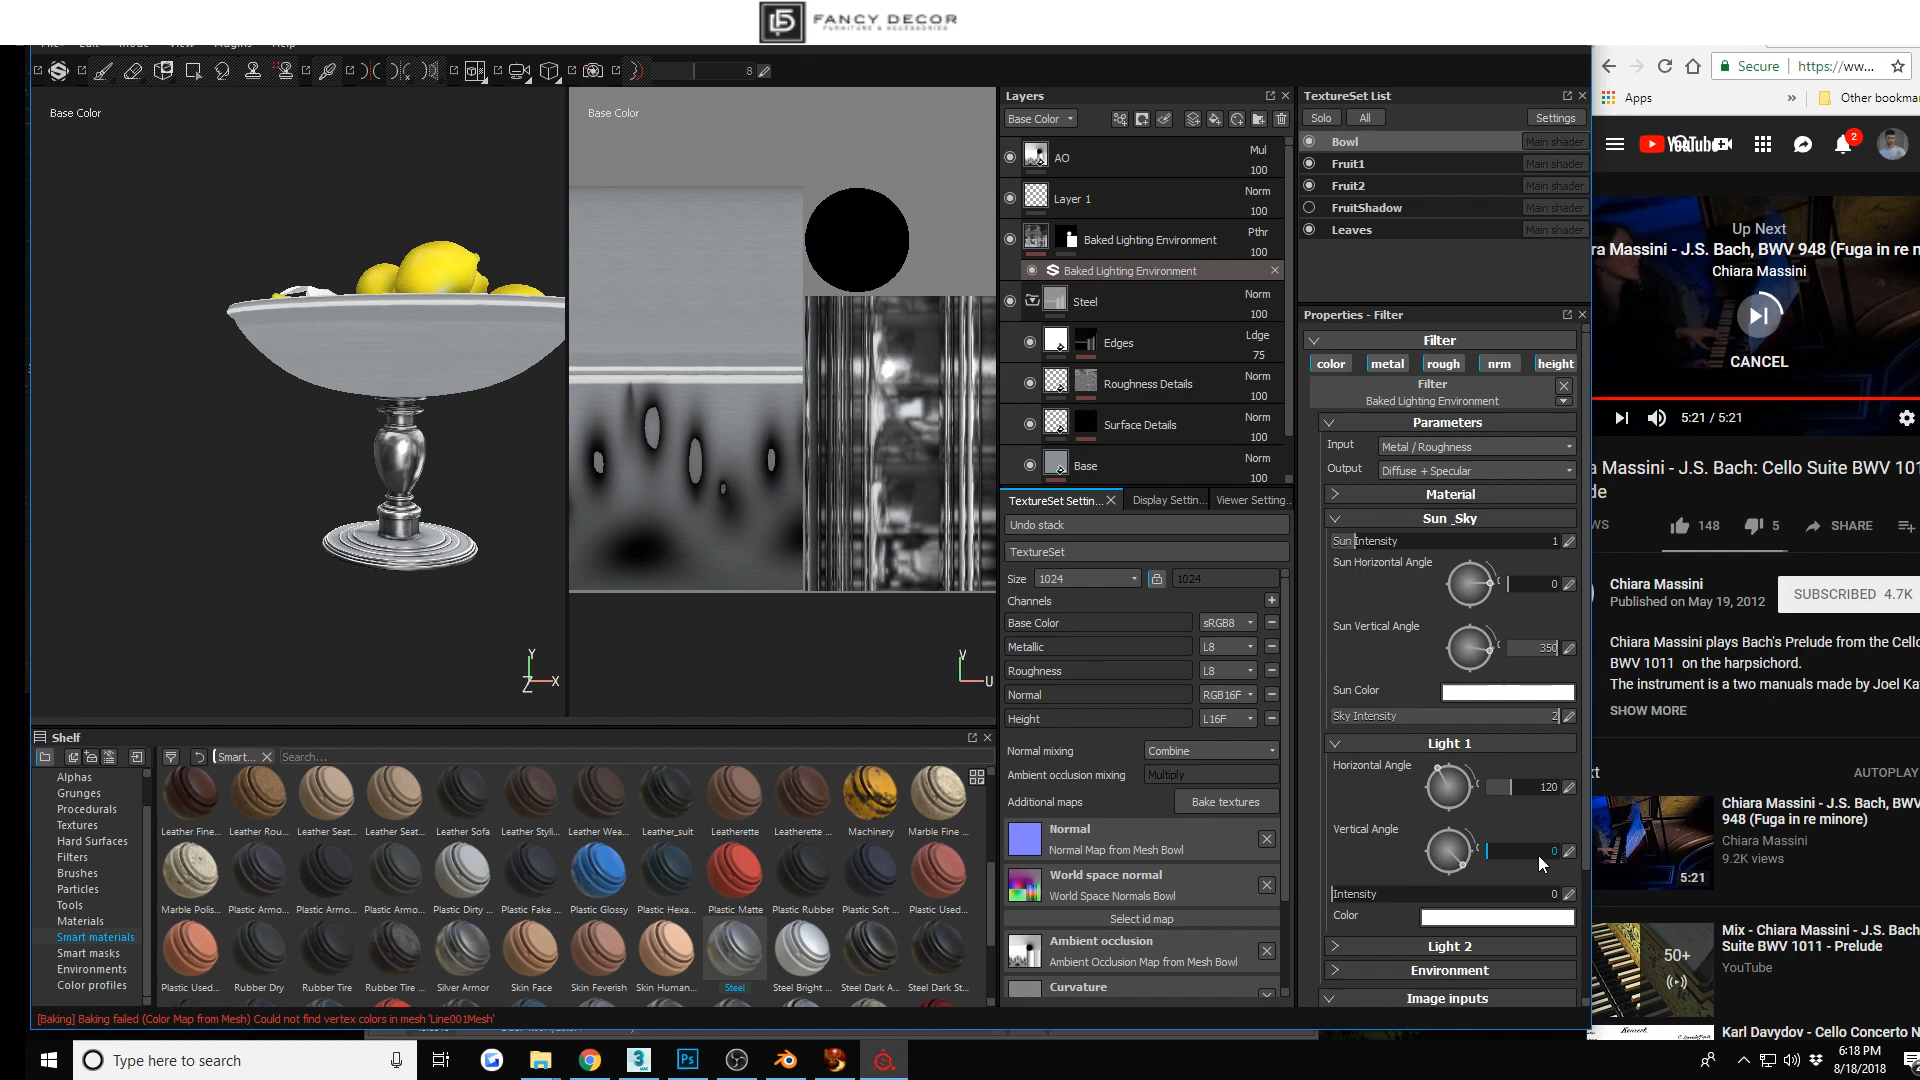 FANCY DECOR
FURNITURE & ACCESSORIES
Base Color
Base Color
8
Layers
Base Color
AO
Mul
100
Layer 1
Norm
100
Baked Lighting Environment
Pthr
100
Baked Lighting Environment
Steel
Norm
100
Edges
Ldge
75
Roughness Details
Norm
100
Surface Details
Norm
100
Base
Norm
100
TextureSet Settin...
Display Settin...
Viewer Setting...
Undo stack
TextureSet
Size
1024
1024
Channels
Base Color
sRGB8
Metallic
L8
Roughness
L8
Normal
RGB16F
Height
L16F
Normal mixing
Combine
Ambient occlusion mixing
Multiply
Additional maps
Bake textures
Normal
Normal Map from Mesh Bowl
World space normal
World Space Normals Bowl
Select id map
Ambient occlusion
Ambient Occlusion Map from Mesh Bowl
Curvature
TextureSet List
Solo
All
Settings
Bowl
Main shader
Fruit1
Main shader
Fruit2
Main shader
FruitShadow
Main shader
Leaves
Main shader
Properties - Filter
Filter
color
metal
rough
nrm
height
Filter
Baked Lighting Environment
Parameters
Input
Metal / Roughness
Output
Diffuse + Specular
Material
Sun _Sky
Sun Intensity
1
Sun Horizontal Angle
0
Sun Vertical Angle
350
Sun Color
Sky Intensity
2
Light 1
Horizontal Angle
120
Vertical Angle
0
Intensity
0
Color
Light 2
Environment
Image inputs
Y
Z
X
V
U
Shelf
Smart...
Search...
Alphas
Grunges
Procedurals
Textures
Hard Surfaces
Filters
Brushes
Particles
Tools
Materials
Smart materials
Smart masks
Environments
Color profiles
Leather Fine...
Leather Rou...
Leather Seat...
Leather Seat...
Leather Sofa
Leather Styli...
Leather Wea...
Leather_suit
Leatherette
Leatherette ...
Machinery
Marble Fine ...
Marble Polis...
Plastic Armo...
Plastic Armo...
Plastic Armo...
Plastic Dirty ...
Plastic Fake ...
Plastic Glossy
Plastic Hexa...
Plastic Matte
Plastic Rubber
Plastic Soft ...
Plastic Used...
Plastic Used...
Rubber Dry
Rubber Tire
Rubber Tire ...
Silver Armor
Skin Face
Skin Feverish
Skin Human...
Steel
Steel Bright ...
Steel Dark A...
Steel Dark St...
[Baking] Baking failed (Color Map from Mesh) Could not find vertex colors in mesh 'Line001Mesh'
Secure
https://ww...
Apps
»
Other bookmar
YouTube
2
Up Next
ra Massini - J.S. Bach, BWV 948 (Fuga in re m
Chiara Massini
CANCEL
5:21 / 5:21
a Massini - J.S. Bach: Cello Suite BWV 101
de
WS
148
5
SHARE
Chiara Massini
Published on May 19, 2012
SUBSCRIBED 4.7K
Chiara Massini plays Bach's Prelude from the Cello
BWV 1011 on the harpsichord.
The instrument is a two manuals made by Joel Ka
SHOW MORE
xt
AUTOPLAY
5:21
Chiara Massini - J.S. Bach, BWV
948 (Fuga in re minore)
Chiara Massini
9.2K views
50+
Mix - Chiara Massini - J.S. Bach
Suite BWV 1011 - Prelude
YouTube
Karl Davydov - Cello Concerto N
Type here to search
Ps
6:18 PM
8/18/2018